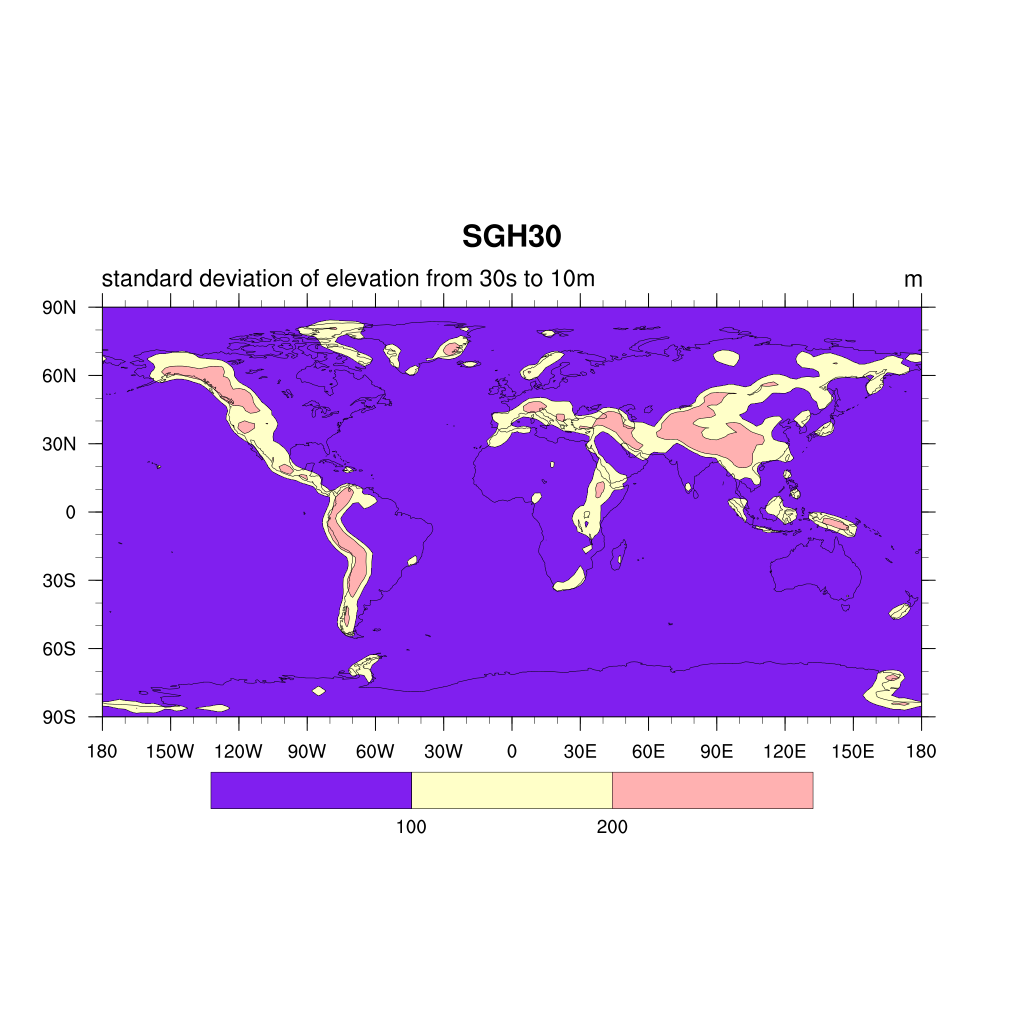 SGH30
standard deviation of elevation from 30s to 10m m
90N
60N
30N
0
30S
60S
90S
180 150W 120W 90W 60W 30W 0 30E 60E 90E 120E 150E 180
100 200